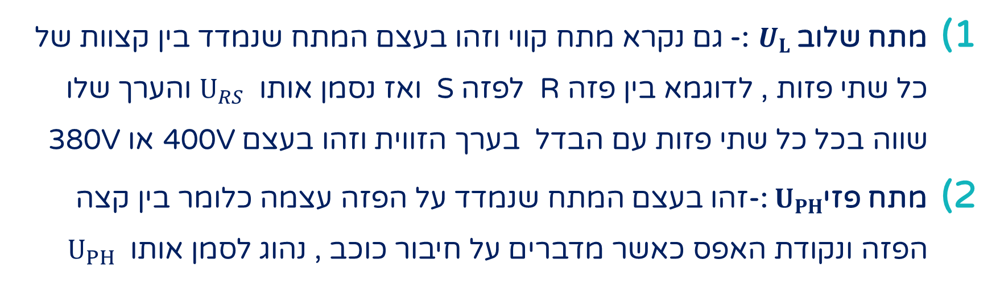 1) מתח שלוב U_L :- גם נקרא מתח קווי וזהו בעצם המתח שנמדד בין קצוות של
כל שתי פזות , לדוגמא בין פזה R לפזה S ואז נסמן אותו U_RS והערך שלו
שווה בכל כל שתי פזות עם הבדל בערך הזווית וזהו בעצם 400V או 380V
2) מתח פזי U_PH :-זהו בעצם המתח שנמדד על הפזה עצמה כלומר בין קצה
הפזה ונקודת האפס כאשר מדברים על חיבור כוכב , נהוג לסמן אותו U_PH